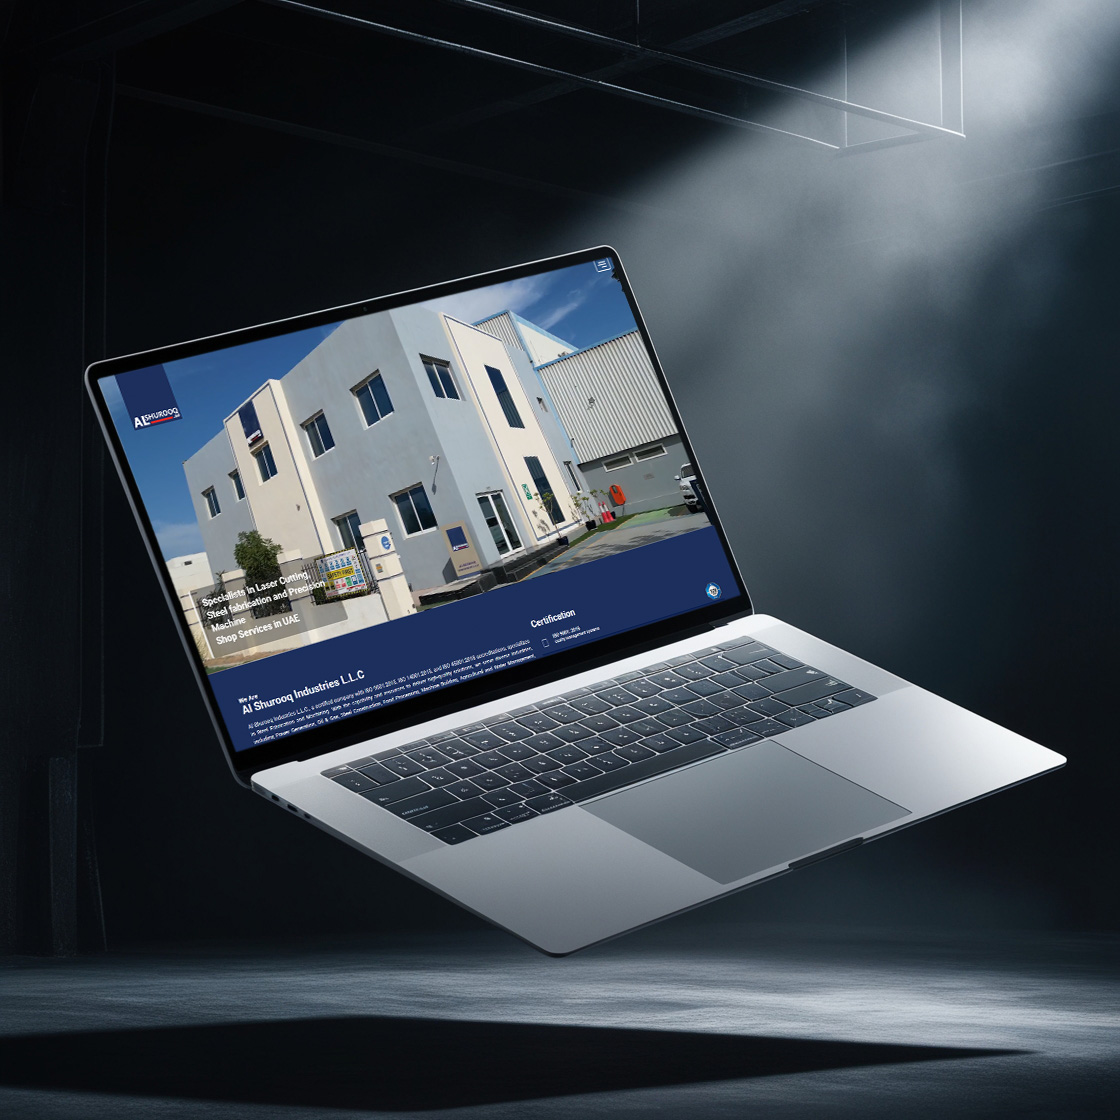 AL SHUROOQ
Specialists in Laser Cutting,
Steel fabrication and Precision
Machine
Shop Services in UAE
SAFETY FIRST
We Are
Al Shurooq Industries L.L.C
Al Shurooq Industries L.L.C., a certified company with ISO 9001:2015, ISO 14001:2015, and ISO 45001:2018 accreditations, specializes
in Steel Fabrication and Machining. With the capability and resources to deliver high-quality solutions, we serve diverse industries,
including Power Generation, Oil & Gas, Steel Construction, Food Processing, Machine Building, Agricultural and Water Management,
Certification
ISO 9001: 2015
quality management systems